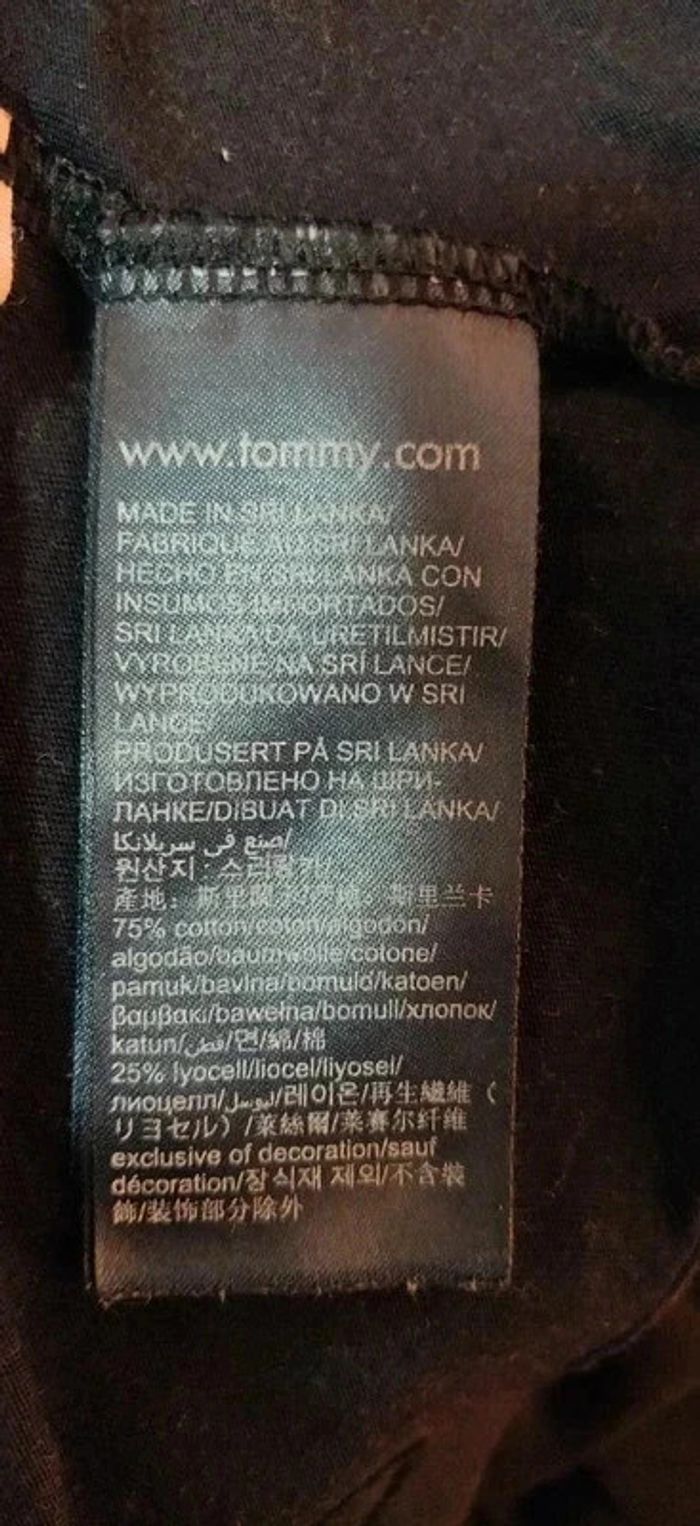 www.tommy.com
MADE IN SRI LANKA/
FABRIQUÉ AU SRI LANKA/
HECHO EN SRI LANKA CON
INSUMOS IMPORTADOS/
SRI LANKA'DA URETILMISTIR/
VYROBENE NA SRÍ LANCE/
WYPRODUKOWANO W SRI
LANCE/
PRODUSERT PÅ SRI LANKA/
ИЗГОТОВЛЕНО НА ШРИ-
ЛАНКЕ/DIBUAT DI SRI LANKA/
صنع في سريلانكا/
원산지 : 스리랑카/
產地：斯里蘭卡/产地：斯里兰卡
75% cotton/coton/algodon/
algodão/baumwolle/cotone/
pamuk/bavlna/bomuld/katoen/
βαμβακι/bawełna/bomull/хлопок/
katun/قطن/면/綿/棉
25% lyocell/liocel/liyosel/
лиоцелл/ليوسل/레이온/再生繊維（
リヨセル）/萊絲爾/莱赛尔纤维
exclusive of decoration/sauf
décoration/장식재 제외/不含裝
飾/装饰部分除外